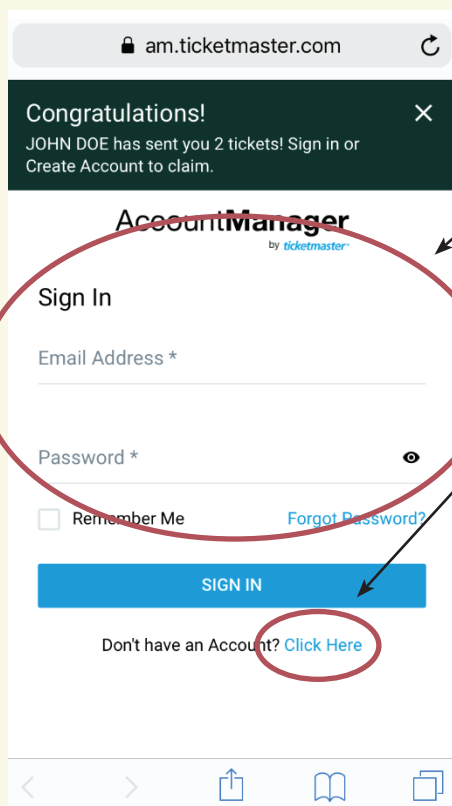 am.ticketmaster.com
Congratulations!
JOHN DOE has sent you 2 tickets! Sign in or
Create Account to claim.
AccountManager
by ticketmaster
Sign In
Email Address *
Password *
Remember Me Forgot Password?
SIGN IN
Don't have an Account? Click Here